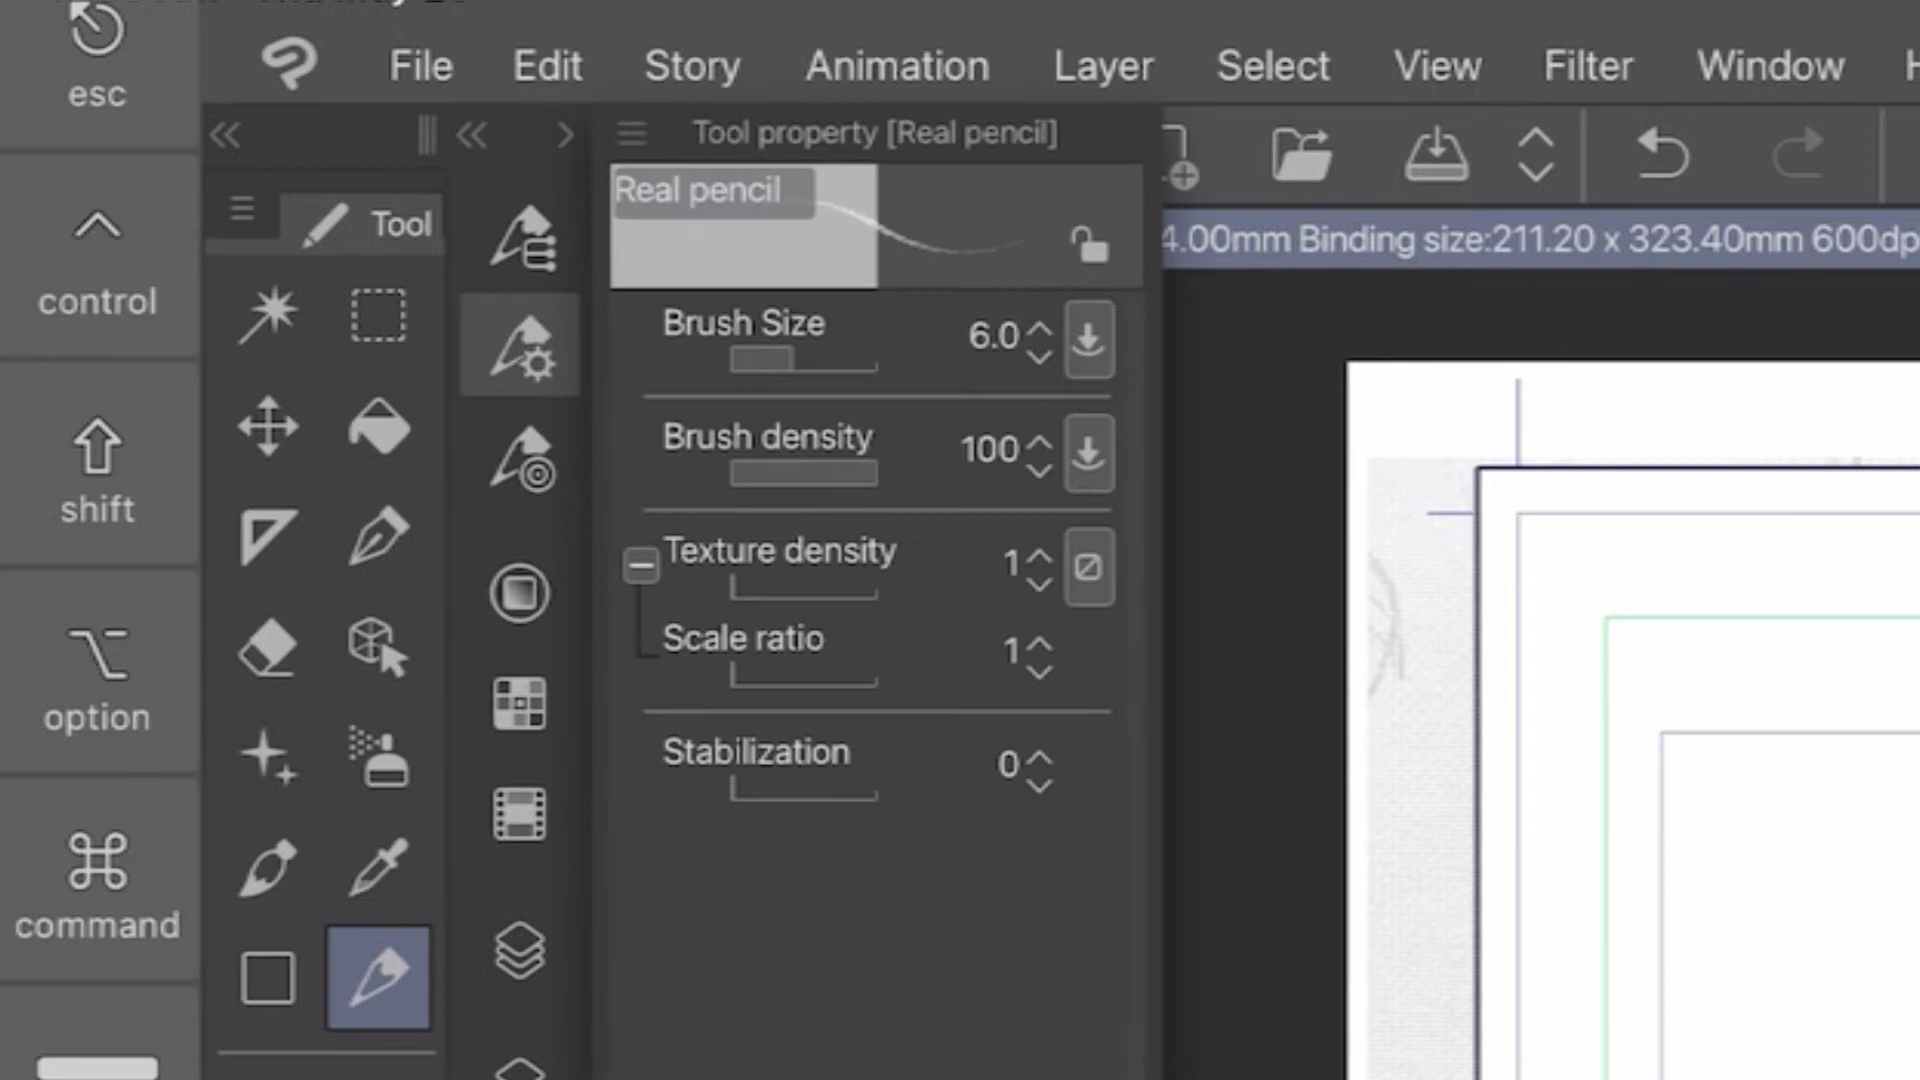 esc
control
shift
option
command
File Edit Story Animation Layer Select View Filter Window
Tool
Tool property [Real pencil]
Real pencil
Brush Size 6.0
Brush density 100
Texture density 1
Scale ratio 1
Stabilization 0
4.00mm Binding size:211.20 x 323.40mm 600dp